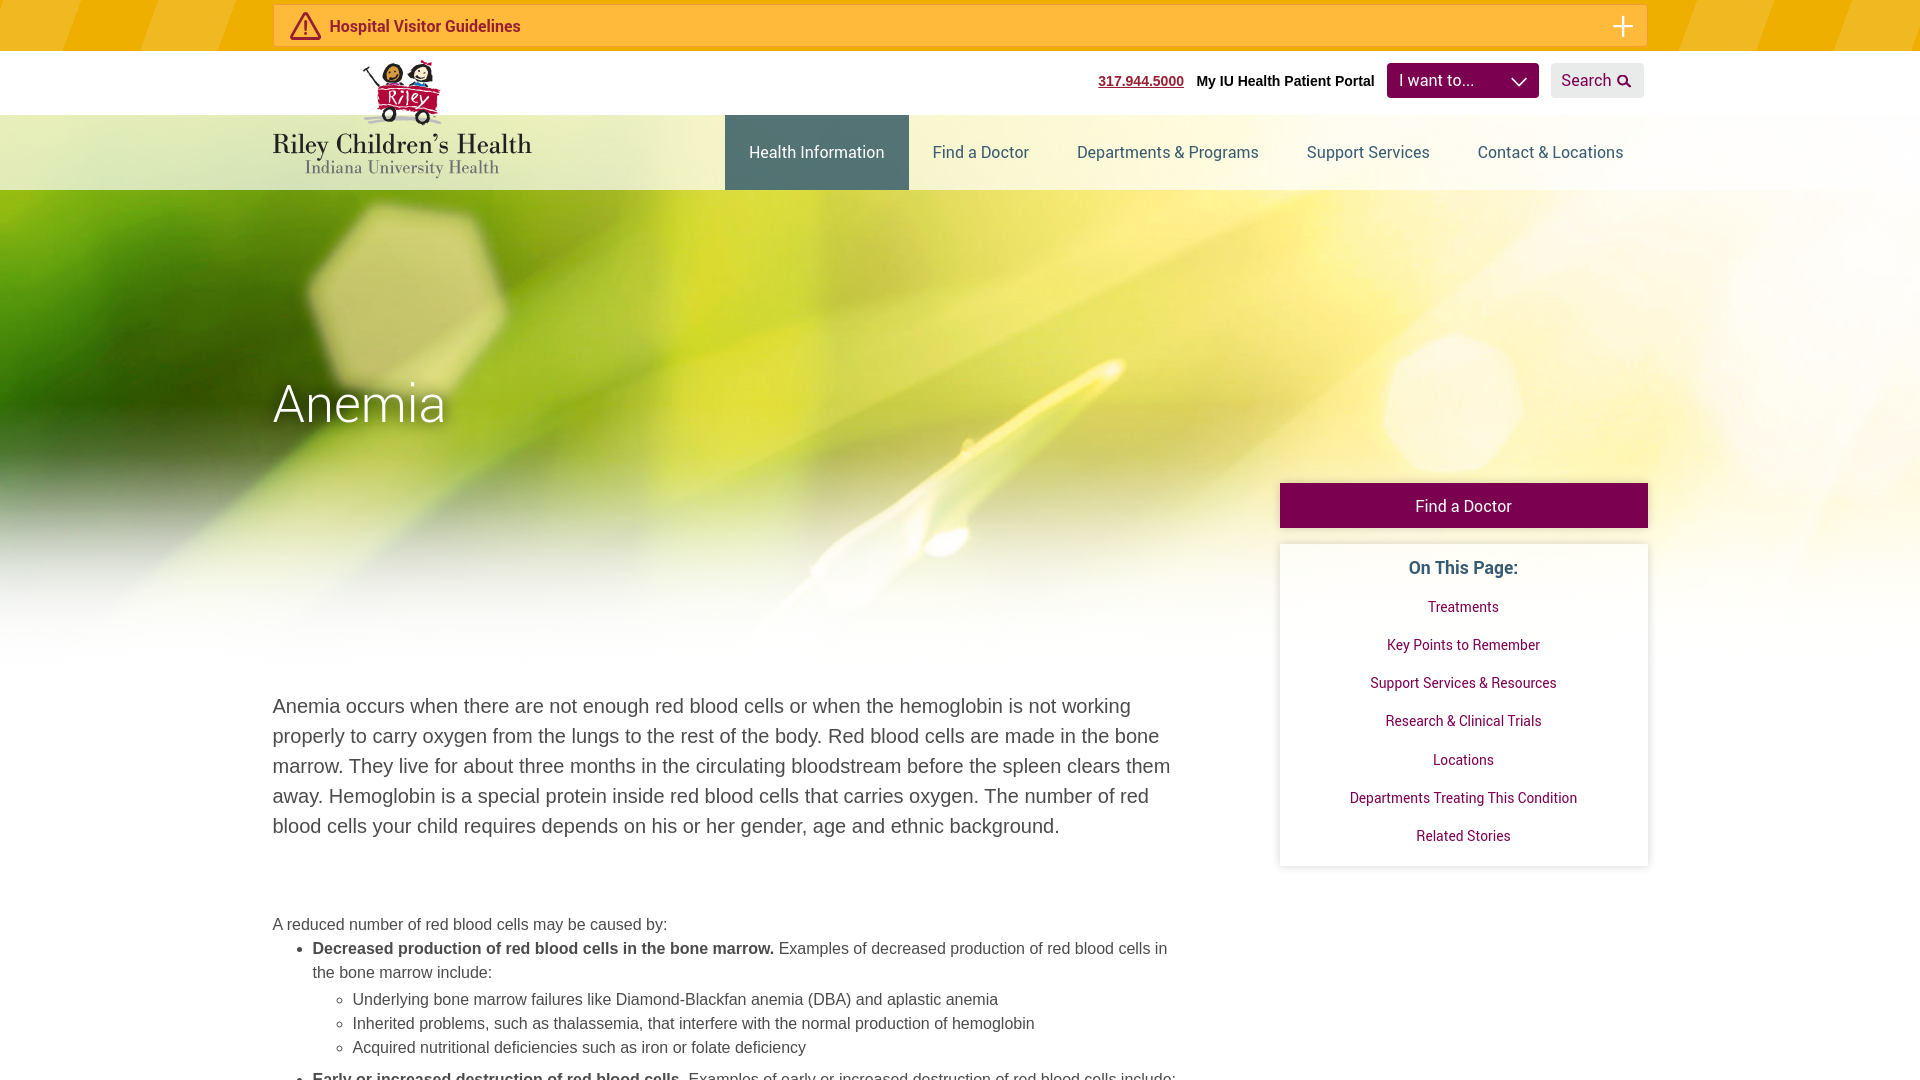 Hospital Visitor Guidelines
317.944.5000 My IU Health Patient Portal I want to... Search
Riley
Riley Children's Health
Indiana University Health
Health Information Find a Doctor Departments & Programs Support Services Contact & Locations
Anemia
Find a Doctor
On This Page:
Treatments
Key Points to Remember
Support Services & Resources
Research & Clinical Trials
Locations
Departments Treating This Condition
Related Stories
Anemia occurs when there are not enough red blood cells or when the hemoglobin is not working
properly to carry oxygen from the lungs to the rest of the body. Red blood cells are made in the bone
marrow. They live for about three months in the circulating bloodstream before the spleen clears them
away. Hemoglobin is a special protein inside red blood cells that carries oxygen. The number of red
blood cells your child requires depends on his or her gender, age and ethnic background.
A reduced number of red blood cells may be caused by:
• Decreased production of red blood cells in the bone marrow. Examples of decreased production of red blood cells in
the bone marrow include:
◦ Underlying bone marrow failures like Diamond-Blackfan anemia (DBA) and aplastic anemia
◦ Inherited problems, such as thalassemia, that interfere with the normal production of hemoglobin
◦ Acquired nutritional deficiencies such as iron or folate deficiency
• Early or increased destruction of red blood cells. Examples of early or increased destruction of red blood cells include: